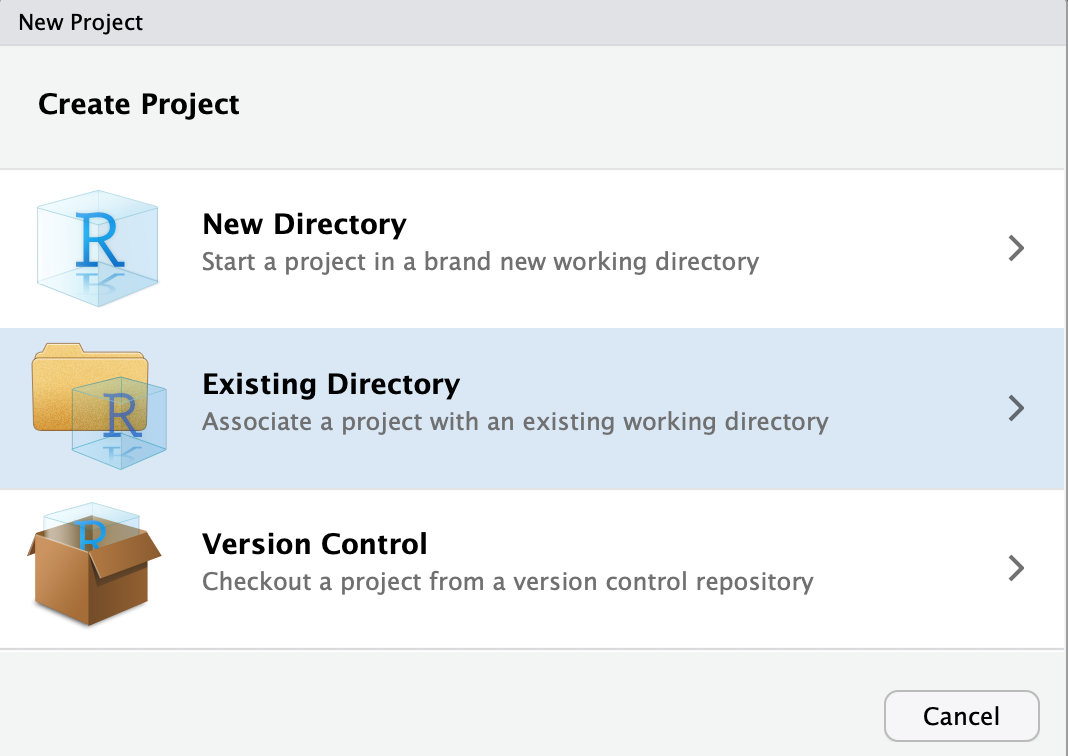 New Project
Create Project
R
New Directory
Start a project in a brand new working directory
R
Existing Directory
Associate a project with an existing working directory
R
Version Control
Checkout a project from a version control repository
Cancel